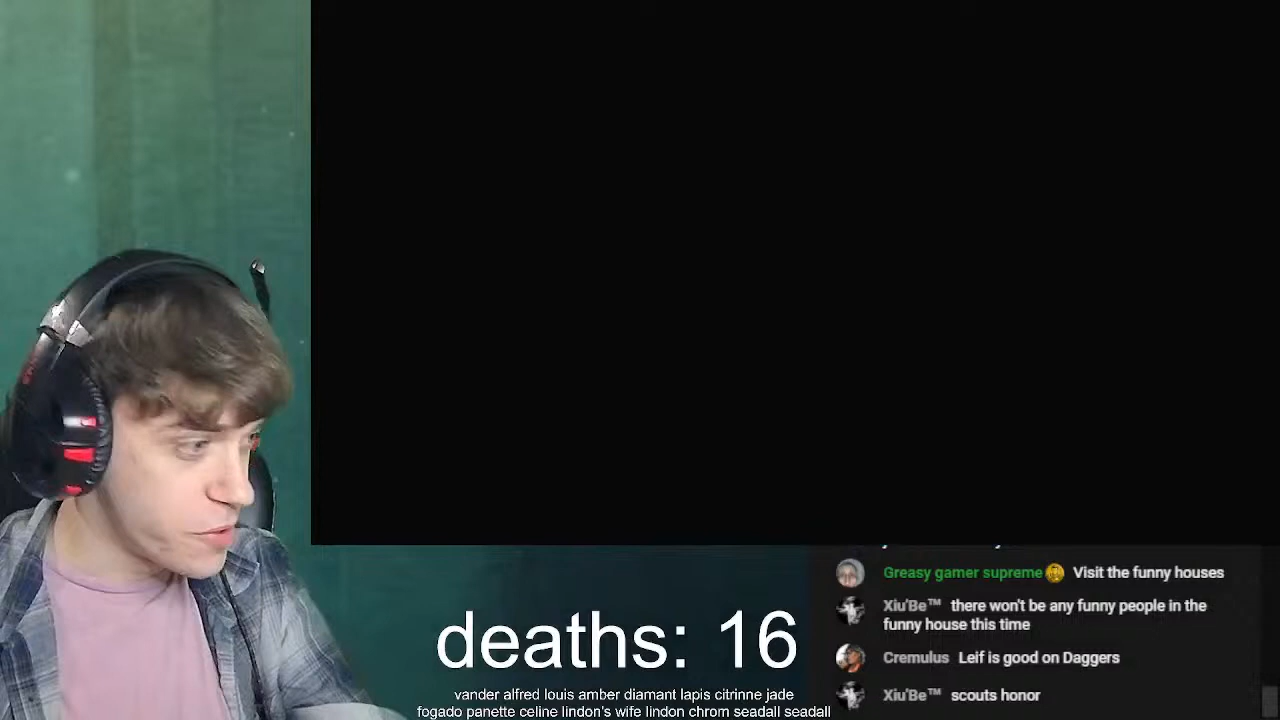 Greasy gamer supreme Visit the funny houses
Xiu'Be™ there won't be any funny people in the
funny house this time
Cremulus Leif is good on Daggers
Xiu'Be™ scouts honor
deaths: 16
vander alfred louis amber diamant lapis citrinne jade
fogado panette celine lindon's wife lindon chrom seadall seadall